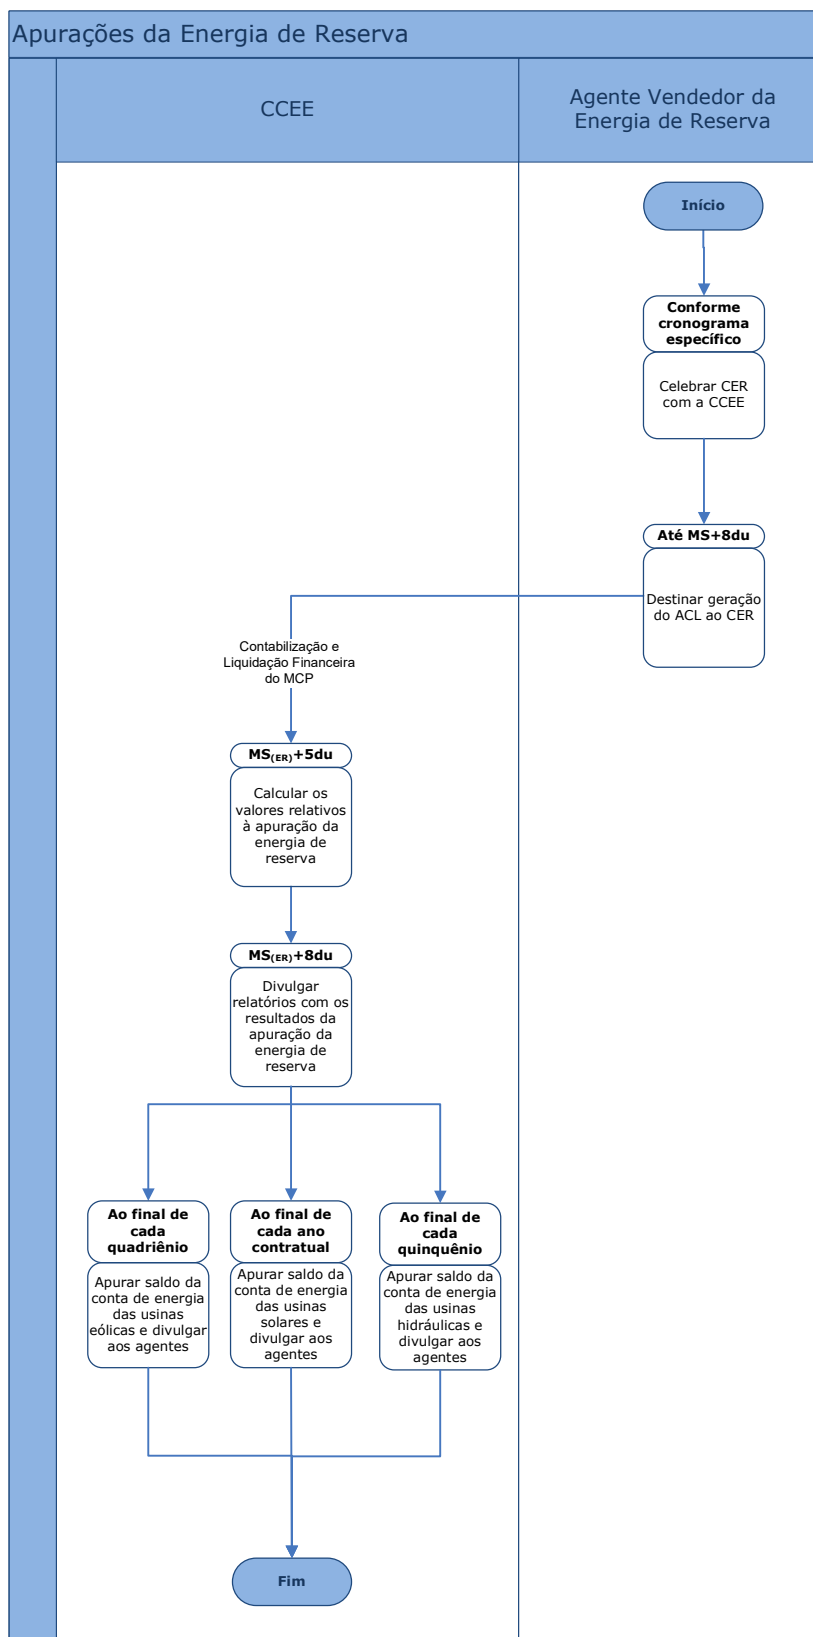 Apurações da Energia de Reserva
CCEE
Agente Vendedor da
Energia de Reserva
Início
Conforme
cronograma
específico
Celebrar CER
com a CCEE
Até MS+8du
Destinar geração
do ACL ao CER
Contabilização e
Liquidação Financeira
do MCP
MS(ER)+5du
Calcular os
valores relativos
à apuração da
energia de
reserva
MS(ER)+8du
Divulgar
relatórios com os
resultados da
apuração da
energia de
reserva
Ao final de
cada
quadriênio
Apurar saldo da
conta de energia
das usinas
eólicas e divulgar
aos agentes
Ao final de
cada ano
contratual
Apurar saldo da
conta de energia
das usinas
solares e
divulgar aos
agentes
Ao final de
cada
quinquênio
Apurar saldo da
conta de energia
das usinas
hidráulicas e
divulgar aos
agentes
Fim